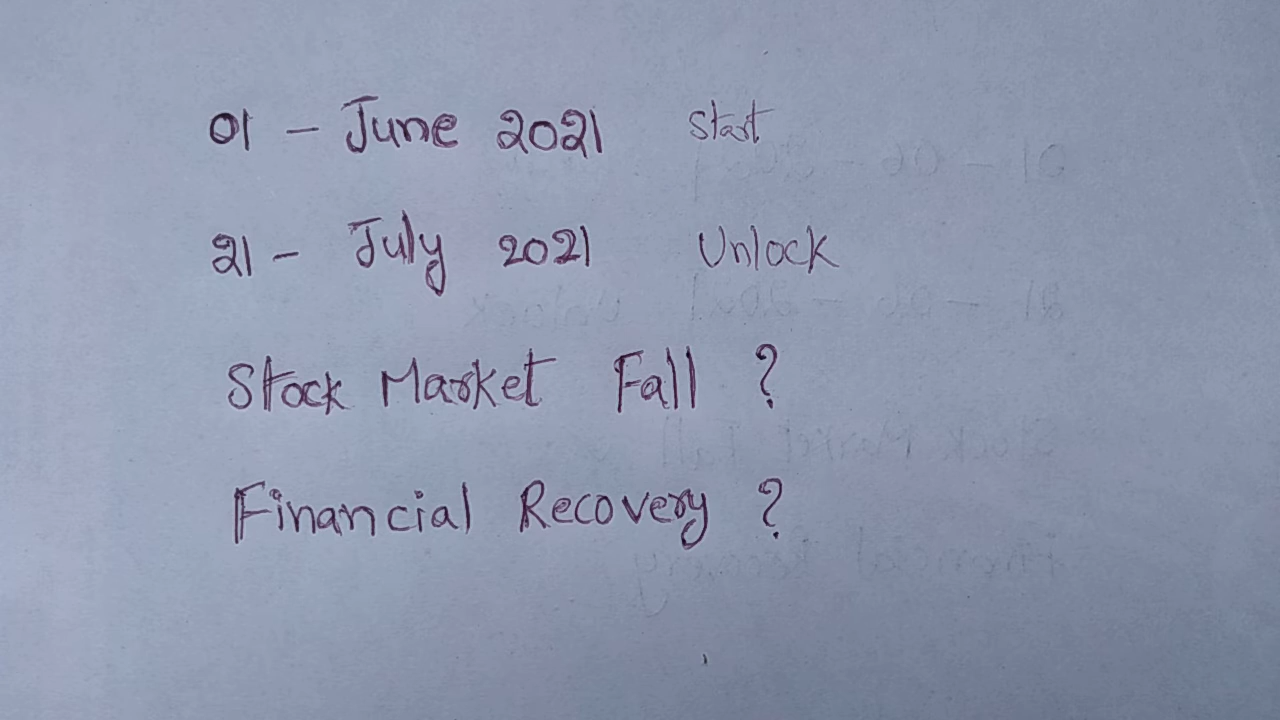 01 - June 2021 Start
21 - July 2021 Unlock
Stock Market Fall ?
Financial Recovery ?